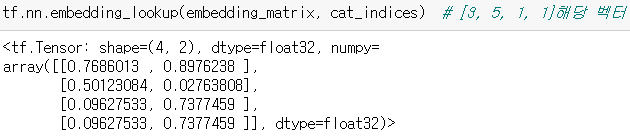 tf.nn.embedding_lookup(embedding_matrix, cat_indices)  # [3, 5, 1, 1]해당 벡터
<tf.Tensor: shape=(4, 2), dtype=float32, numpy=
array([[0.7686013 , 0.8976238 ],
       [0.50123084, 0.02763808],
       [0.09627533, 0.7377459 ],
       [0.09627533, 0.7377459 ]], dtype=float32)>